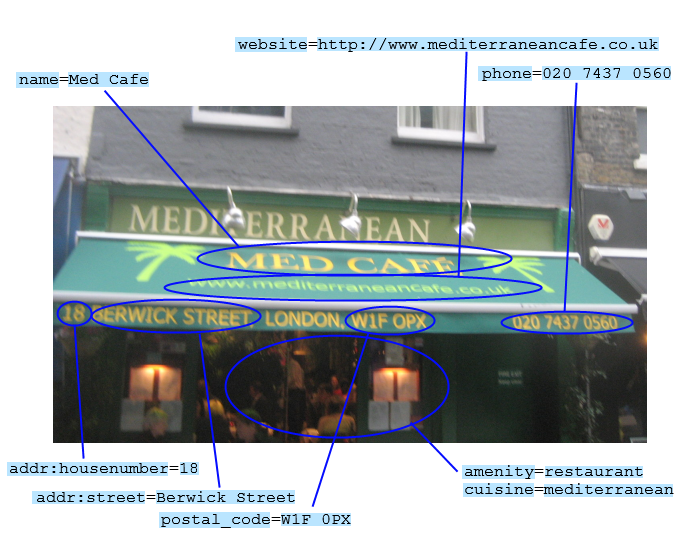 website=http://www.mediterraneancafe.co.uk
phone=020 7437 0560
name=Med Cafe
MEDITERRANEAN
MED CAFÉ
www.mediterraneancafe.co.uk
18 BERWICK STREET LONDON, W1F OPX 020 7437 0560
addr:housenumber=18
amenity=restaurant
cuisine=mediterranean
addr:street=Berwick Street
postal_code=W1F 0PX